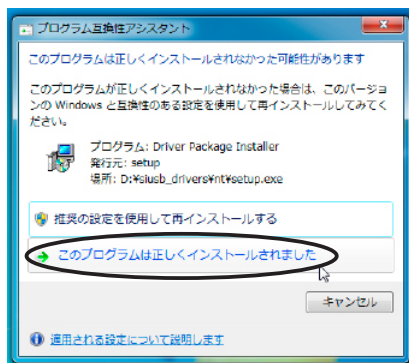 プログラム互換性アシスタント
このプログラムは正しくインストールされなかった可能性があります
このプログラムが正しくインストールされなかった場合は、このバージョ
ンの Windows と互換性のある設定を使用して再インストールしてみてく
ださい。
プログラム: Driver Package Installer
発行元: setup
場所: D:¥siusb_drivers¥nt¥setup.exe
推奨の設定を使用して再インストールする
このプログラムは正しくインストールされました
キャンセル
適用される設定について説明します